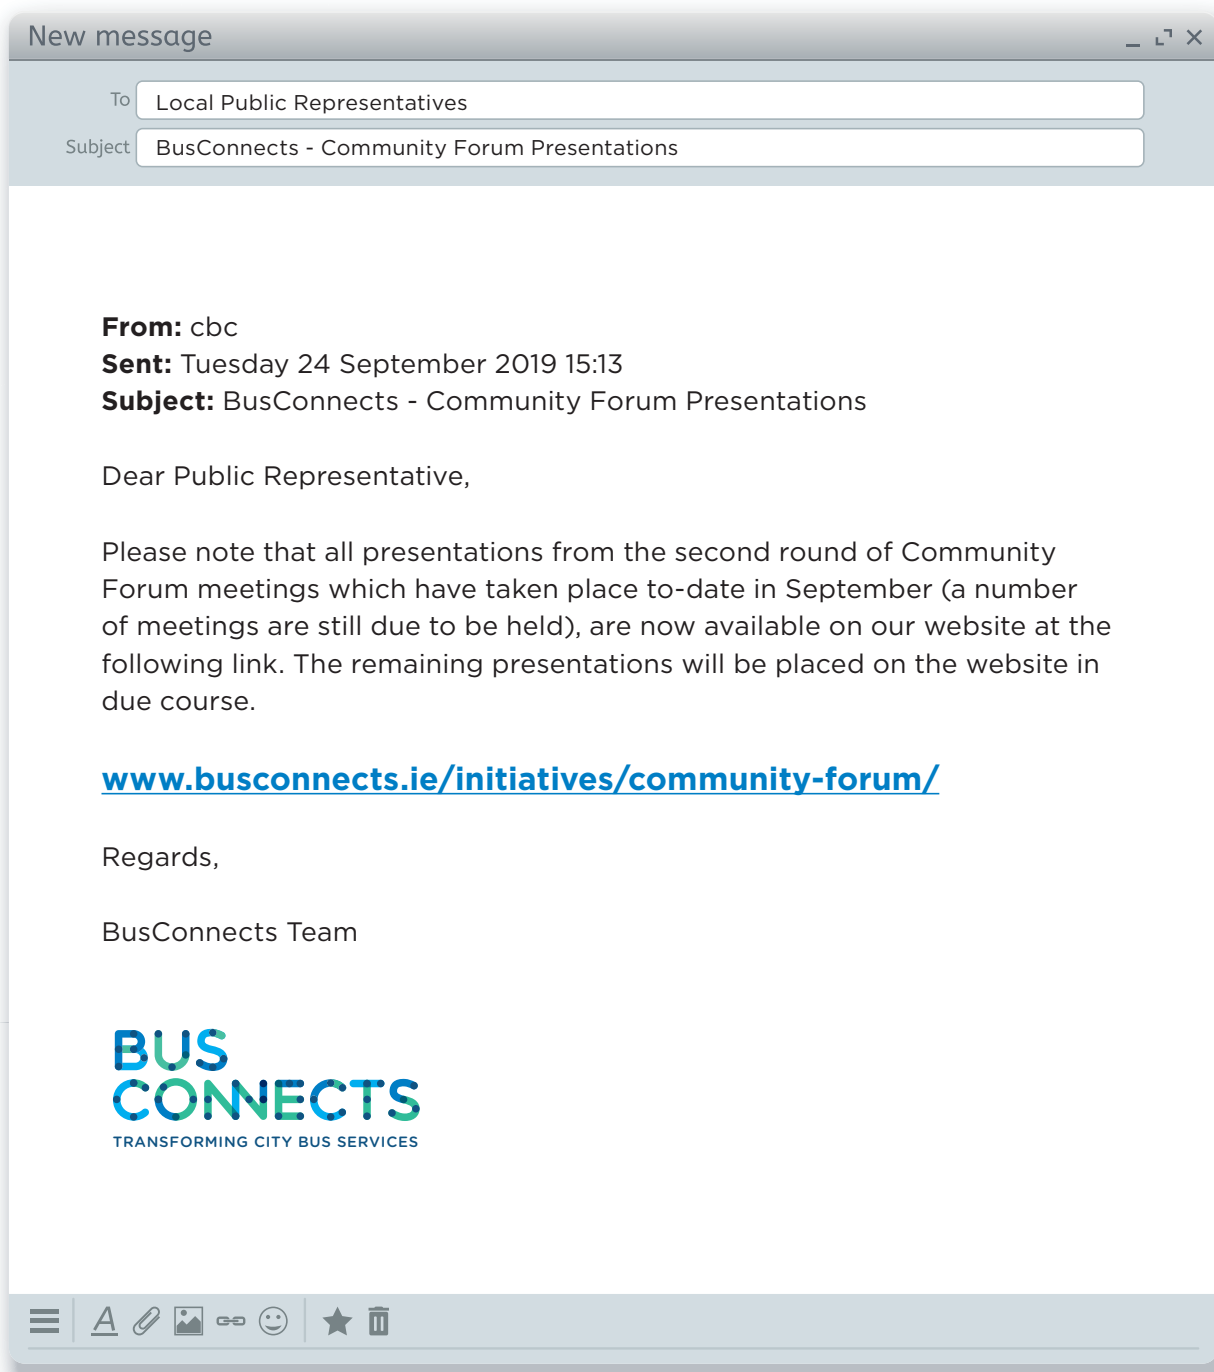 New message
To Local Public Representatives
Subject BusConnects - Community Forum Presentations
From: cbc
Sent: Tuesday 24 September 2019 15:13
Subject: BusConnects - Community Forum Presentations
Dear Public Representative,
Please note that all presentations from the second round of Community
Forum meetings which have taken place to-date in September (a number
of meetings are still due to be held), are now available on our website at the
following link. The remaining presentations will be placed on the website in
due course.
www.busconnects.ie/initiatives/community-forum/
Regards,
BusConnects Team
BUS
CONNECTS
TRANSFORMING CITY BUS SERVICES
A